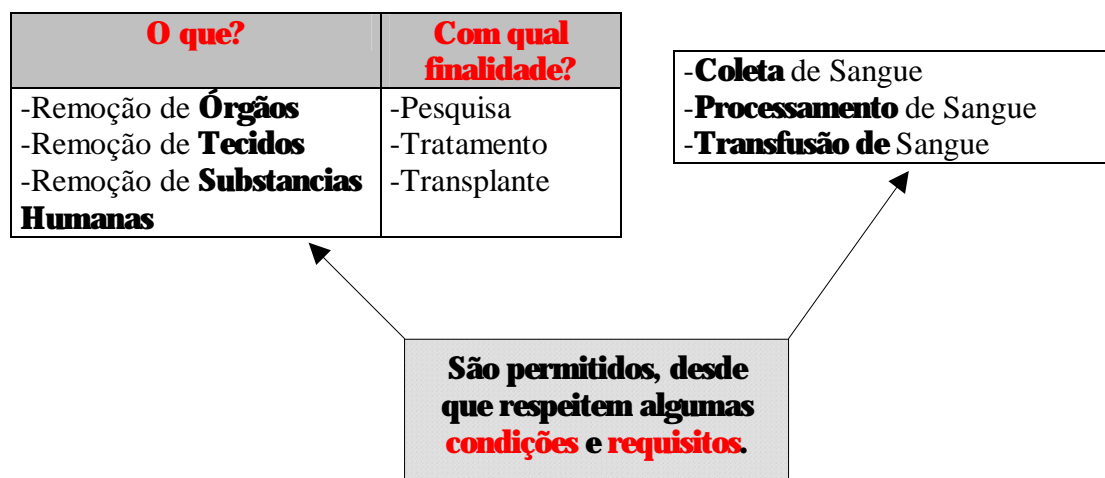 O que?
Com qual
finalidade?
-Remoção de Órgãos
-Remoção de Tecidos
-Remoção de Substancias
Humanas
-Pesquisa
-Tratamento
-Transplante
-Coleta de Sangue
-Processamento de Sangue
-Transfusão de Sangue
São permitidos, desde
que respeitem algumas
condições e requisitos.